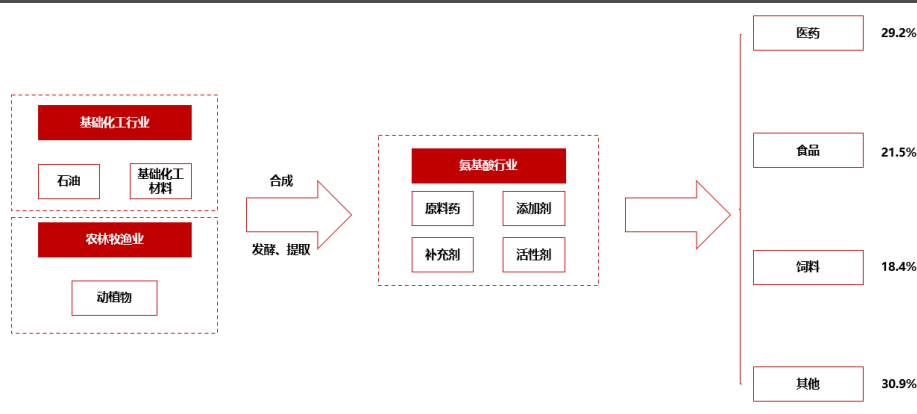 基础化工行业
石油
基础化工
材料
农林牧渔业
动植物
合成
发酵、提取
氨基酸行业
原料药
添加剂
补充剂
活性剂
医药
29.2%
食品
21.5%
饲料
18.4%
其他
30.9%